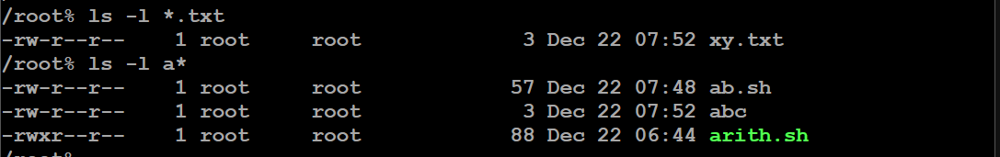 /root% ls -l *.txt
-rw-r--r--    1 root     root             3 Dec 22 07:52 xy.txt
/root% ls -l a*
-rw-r--r--    1 root     root            57 Dec 22 07:48 ab.sh
-rw-r--r--    1 root     root             3 Dec 22 07:52 abc
-rwxr--r--    1 root     root            88 Dec 22 06:44 arith.sh
/root%